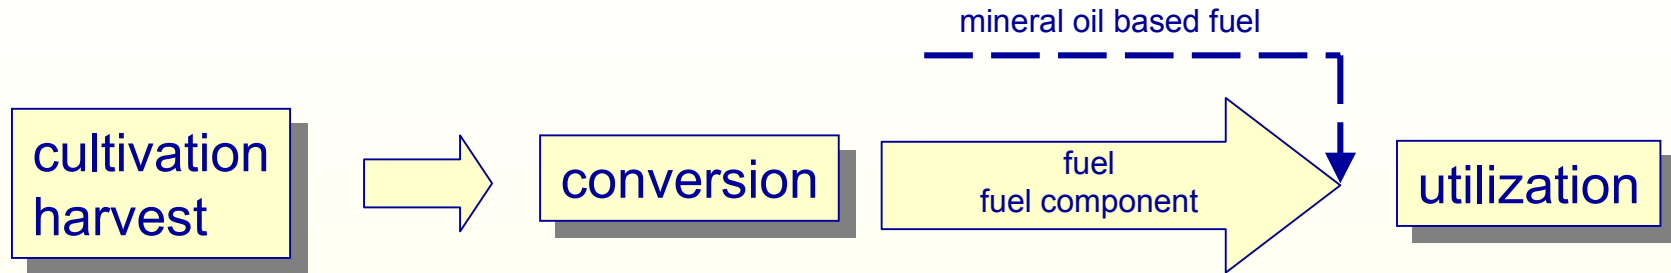 mineral oil based fuel
cultivation
harvest
conversion
fuel
fuel component
utilization